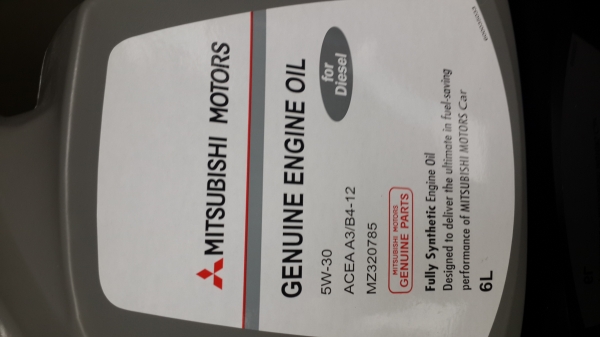 MITSUBISHI MOTORS
GENUINE ENGINE OIL
for
Diesel
5W-30
ACEA A3/B4-12
MZ320785
MITSUBISHI MOTORS
GENUINE PARTS
Fully Synthetic Engine Oil
Designed to deliver the ultimate in fuel-saving
performance of MITSUBISHI MOTORS Car
6L